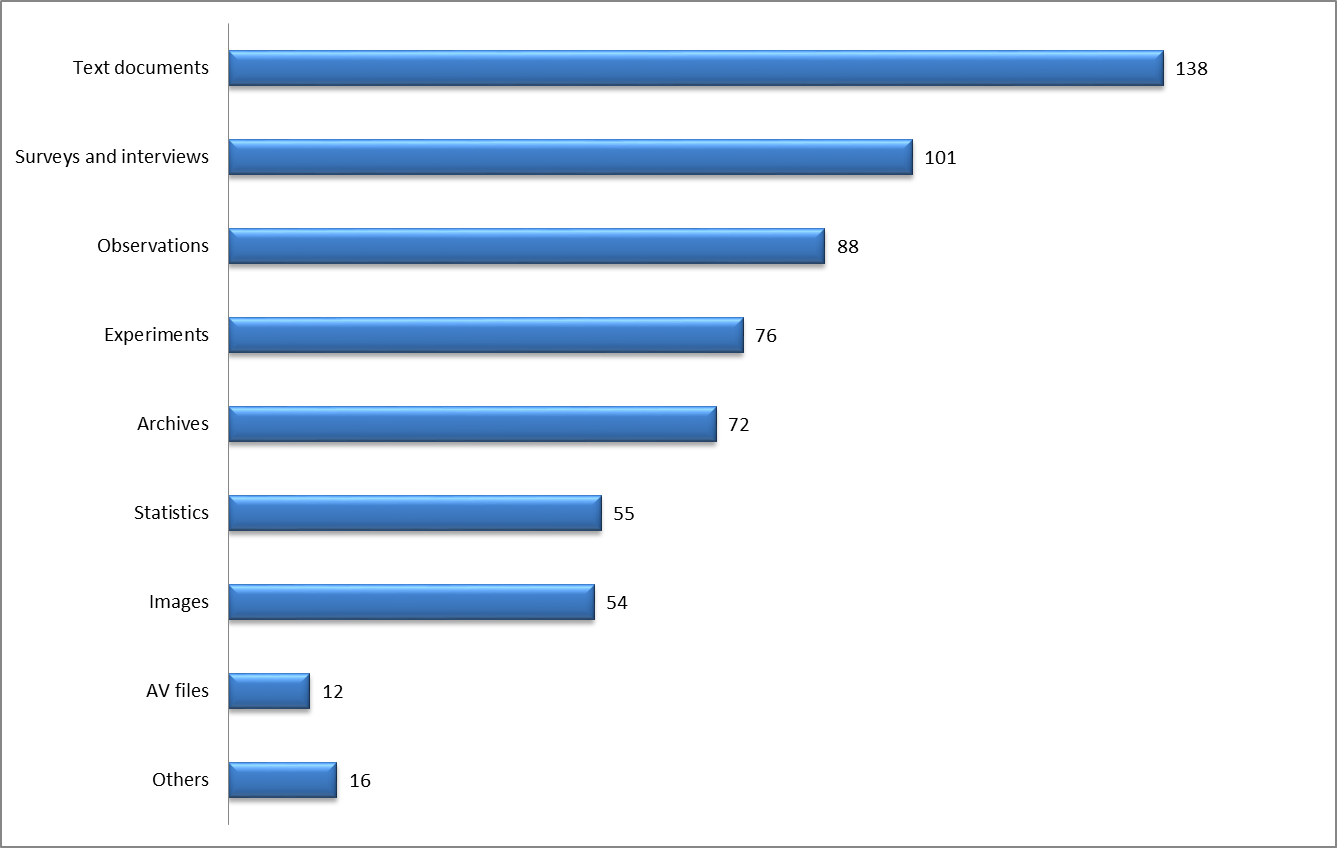 Text documents 138
Surveys and interviews 101
Observations 88
Experiments 76
Archives 72
Statistics 55
Images 54
AV files 12
Others 16